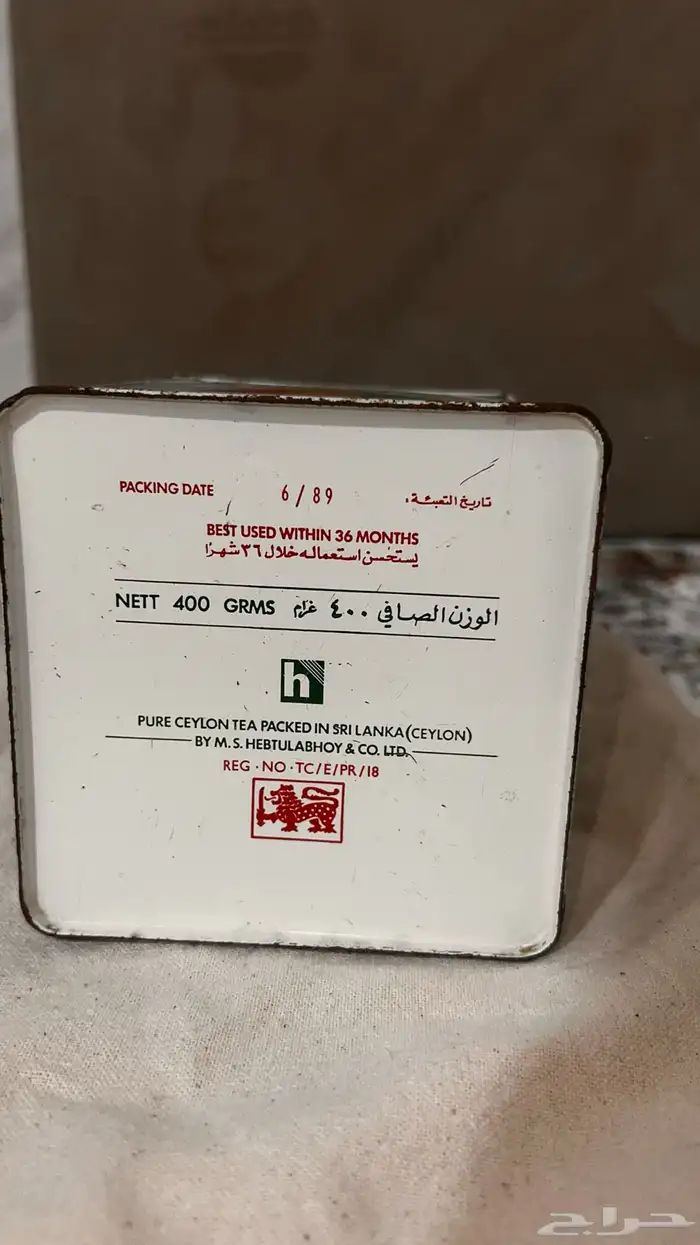 PACKING DATE 6/89 تاريخ التعبئة:
BEST USED WITHIN 36 MONTHS
يستحسن استعماله خلال ٣٦ شهرًا
NETT 400 GRMS الوزن الصافي ٤٠٠ غرام
h
PURE CEYLON TEA PACKED IN SRI LANKA (CEYLON)
BY M.S. HEBTULABHOY & CO. LTD.
REG·NO·TC/E/PR/18
حراج